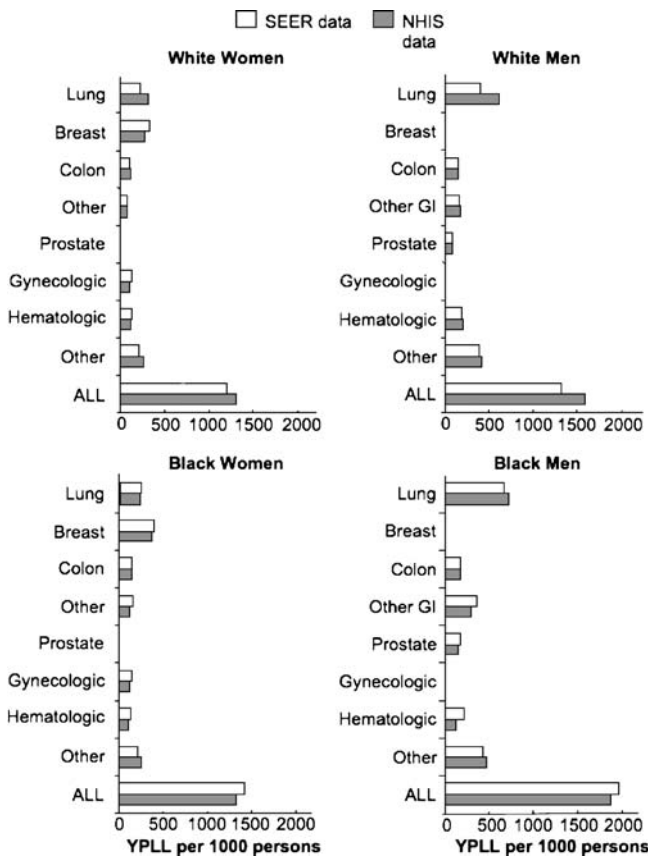 SEER data
NHIS
data
White Women
Lung
Breast
Colon
Other
Prostate
Gynecologic
Hematologic
Other
ALL
0 500 1000 1500 2000
White Men
Lung
Breast
Colon
Other GI
Prostate
Gynecologic
Hematologic
Other
ALL
0 500 1000 1500 2000
Black Women
Lung
Breast
Colon
Other
Prostate
Gynecologic
Hematologic
Other
ALL
0 500 1000 1500 2000
YPLL per 1000 persons
Black Men
Lung
Breast
Colon
Other GI
Prostate
Gynecologic
Hematologic
Other
ALL
0 500 1000 1500 2000
YPLL per 1000 persons